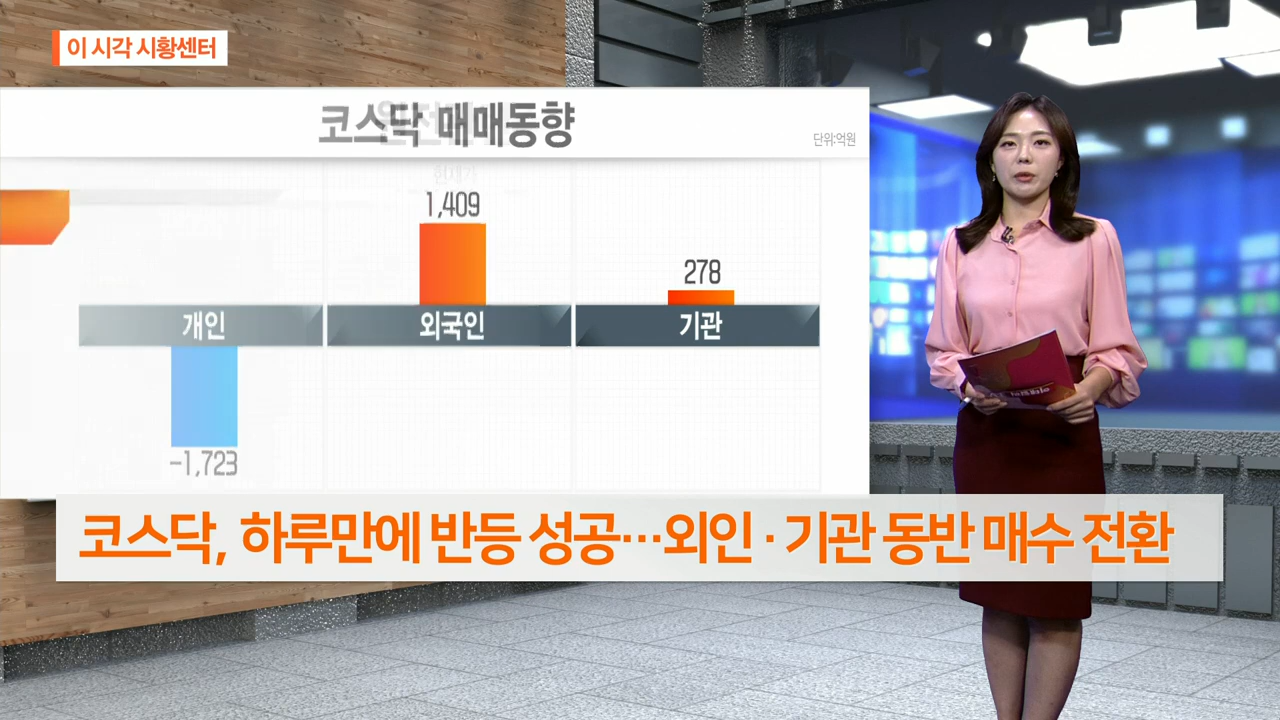 이 시각 시황센터
코스닥 매매동향
단위:억원
1,409
278
개인
외국인
기관
-1,723
코스닥, 하루만에 반등 성공…외인·기관 동반 매수 전환